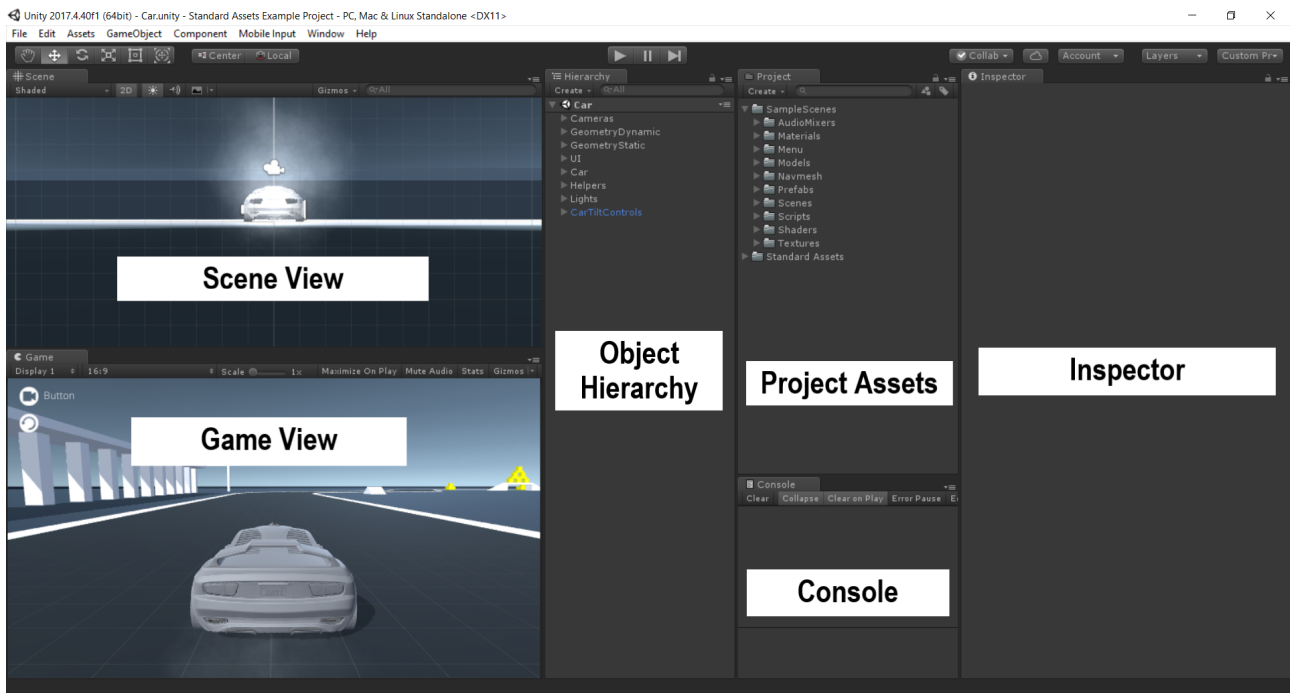 Unity 2017.4.40f1 (64bit) - Car.unity - Standard Assets Example Project - PC, Mac & Linux Standalone <DX11>
File Edit Assets GameObject Component Mobile Input Window Help
Center Local
Collab Account Layers Custom Pr
Scene
Shaded 2D Gizmos All
Scene View
Game
Display 1 16:9 Scale 1x Maximize On Play Mute Audio Stats Gizmos
Button
Game View
Hierarchy
Create All
Car
Cameras
GeometryDynamic
GeometryStatic
UI
Car
Helpers
Lights
CarTiltControls
Object
Hierarchy
Project
Create
SampleScenes
AudioMixers
Materials
Menu
Models
Navmesh
Prefabs
Scenes
Scripts
Shaders
Textures
Standard Assets
Project Assets
Console
Clear Collapse Clear on Play Error Pause
Console
Inspector
Inspector